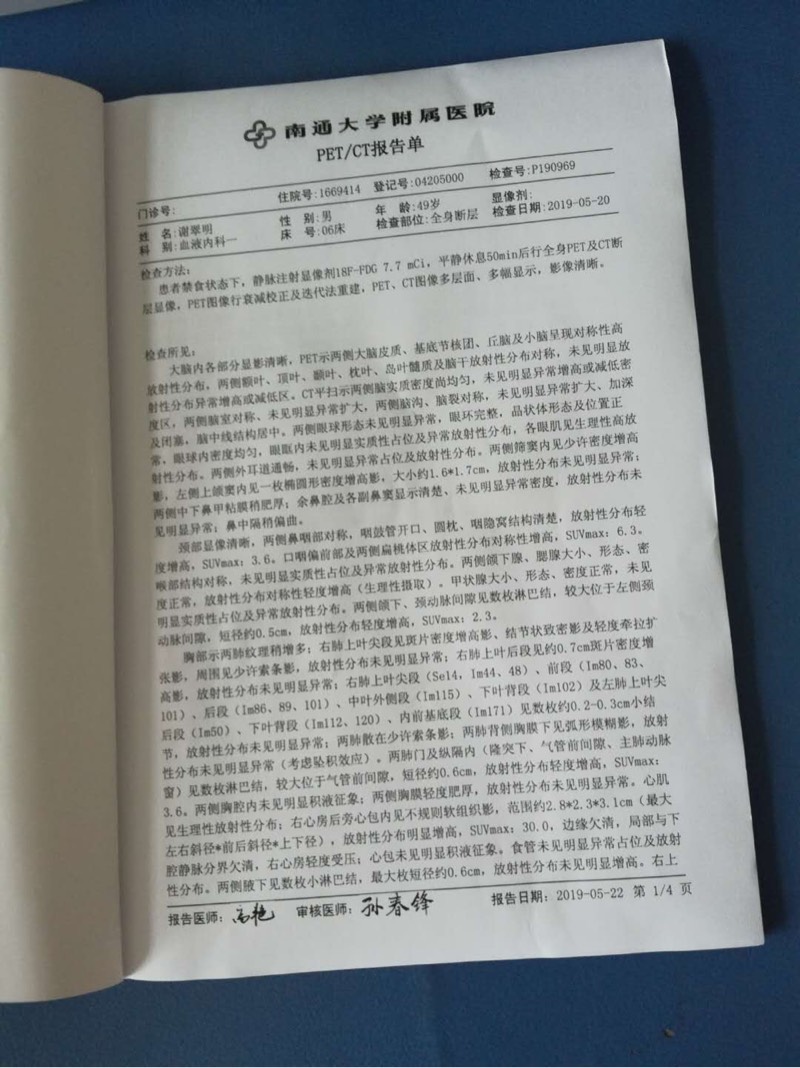 南通大学附属医院
PET/CT报告单
门诊号: 住院号:1669414 登记号:04205000 检查号:P190969
姓 名:谢翠明 性 别:男 年 龄:49岁 显像剂:
科 别:血液内科一 床 号:06床 检查部位:全身断层 检查日期:2019-05-20
检查方法:
患者禁食状态下，静脉注射显像剂18F-FDG 7.7 mCi，平静休息50min后行全身PET及CT断
层显像，PET图像行衰减校正及迭代法重建，PET、CT图像多层面、多幅显示，影像清晰。
检查所见:
大脑内各部分显影清晰，PET示两侧大脑皮质、基底节核团、丘脑及小脑呈现对称性高
放射性分布，两侧额叶、顶叶、颞叶、枕叶、岛叶髓质及脑干放射性分布对称，未见明显放
射性分布异常增高或减低区。CT平扫示两侧脑实质密度尚均匀，未见明显异常增高或减低密
度区，两侧脑室对称、未见明显异常扩大，两侧脑沟、脑裂对称，未见明显异常扩大、加深
及闭塞，脑中线结构居中。两侧眼球形态未见明显异常，眼环完整，晶状体形态及位置正
常，眼球内密度均匀，眼眶内未见明显实质性占位及异常放射性分布，各眼肌见生理性高放
射性分布。两侧外耳道通畅，未见明显异常占位及放射性分布。两侧筛窦内见少许密度增高
影，左侧上颌窦内见一枚椭圆形密度增高影，大小约1.6*1.7cm，放射性分布未见明显异常；
两侧中下鼻甲粘膜稍肥厚；余鼻腔及各副鼻窦显示清楚、未见明显异常密度，放射性分布未
见明显异常；鼻中隔稍偏曲。
颈部显像清晰，两侧鼻咽部对称，咽鼓管开口、圆枕、咽隐窝结构清楚，放射性分布轻
度增高，SUVmax: 3.6。口咽偏前部及两侧扁桃体区放射性分布对称性增高，SUVmax: 6.3。
喉部结构对称，未见明显实质性占位及异常放射性分布。两侧颌下腺、腮腺大小、形态、密
度正常，放射性分布对称性轻度增高（生理性摄取）。甲状腺大小、形态、密度正常，未见
明显实质性占位及异常放射性分布。两侧颌下、颈动脉间隙见数枚淋巴结，较大位于左侧颈
动脉间隙，短径约0.5cm，放射性分布轻度增高，SUVmax: 2.3。
胸部示两肺纹理稍增多；右肺上叶尖段见斑片密度增高影、结节状致密影及轻度牵拉扩
张影，周围见少许索条影，放射性分布未见明显异常；右肺上叶后段见约0.7cm斑片密度增
高影，放射性分布未见明显异常；右肺上叶尖段（Se14, Im44、48）、前段（Im80、83、
101）、后段（Im86、89、101）、中叶外侧段（Im115）、下叶背段（Im102）及左肺上叶尖
后段（Im50）、下叶背段（Im112、120）、内前基底段（Im171）见数枚约0.2-0.3cm小结
节，放射性分布未见明显异常；两肺散在少许索条影；两肺背侧胸膜下见弧形模糊影，放射
性分布未见明显异常（考虑坠积效应）。两肺门及纵隔内（隆突下、气管前间隙、主肺动脉
窗）见数枚淋巴结，较大位于气管前间隙，短径约0.6cm，放射性分布轻度增高，SUVmax:
3.6。两侧胸腔内未见明显积液征象；两侧胸膜轻度肥厚，放射性分布未见明显异常。心肌
见生理性放射性分布；右心房后旁心包内见不规则软组织影，范围约2.8*2.3*3.1cm（最大
左右斜径*前后斜径*上下径），放射性分布明显增高，SUVmax: 30.0，边缘欠清，局部与下
腔静脉分界欠清，右心房轻度受压；心包未见明显积液征象。食管未见明显异常占位及放射
性分布。两侧腋下见数枚小淋巴结，最大枚短径约0.6cm，放射性分布未见明显增高。右上
报告医师: 高艳 审核医师: 孙春锋 报告日期: 2019-05-22 第 1/4 页